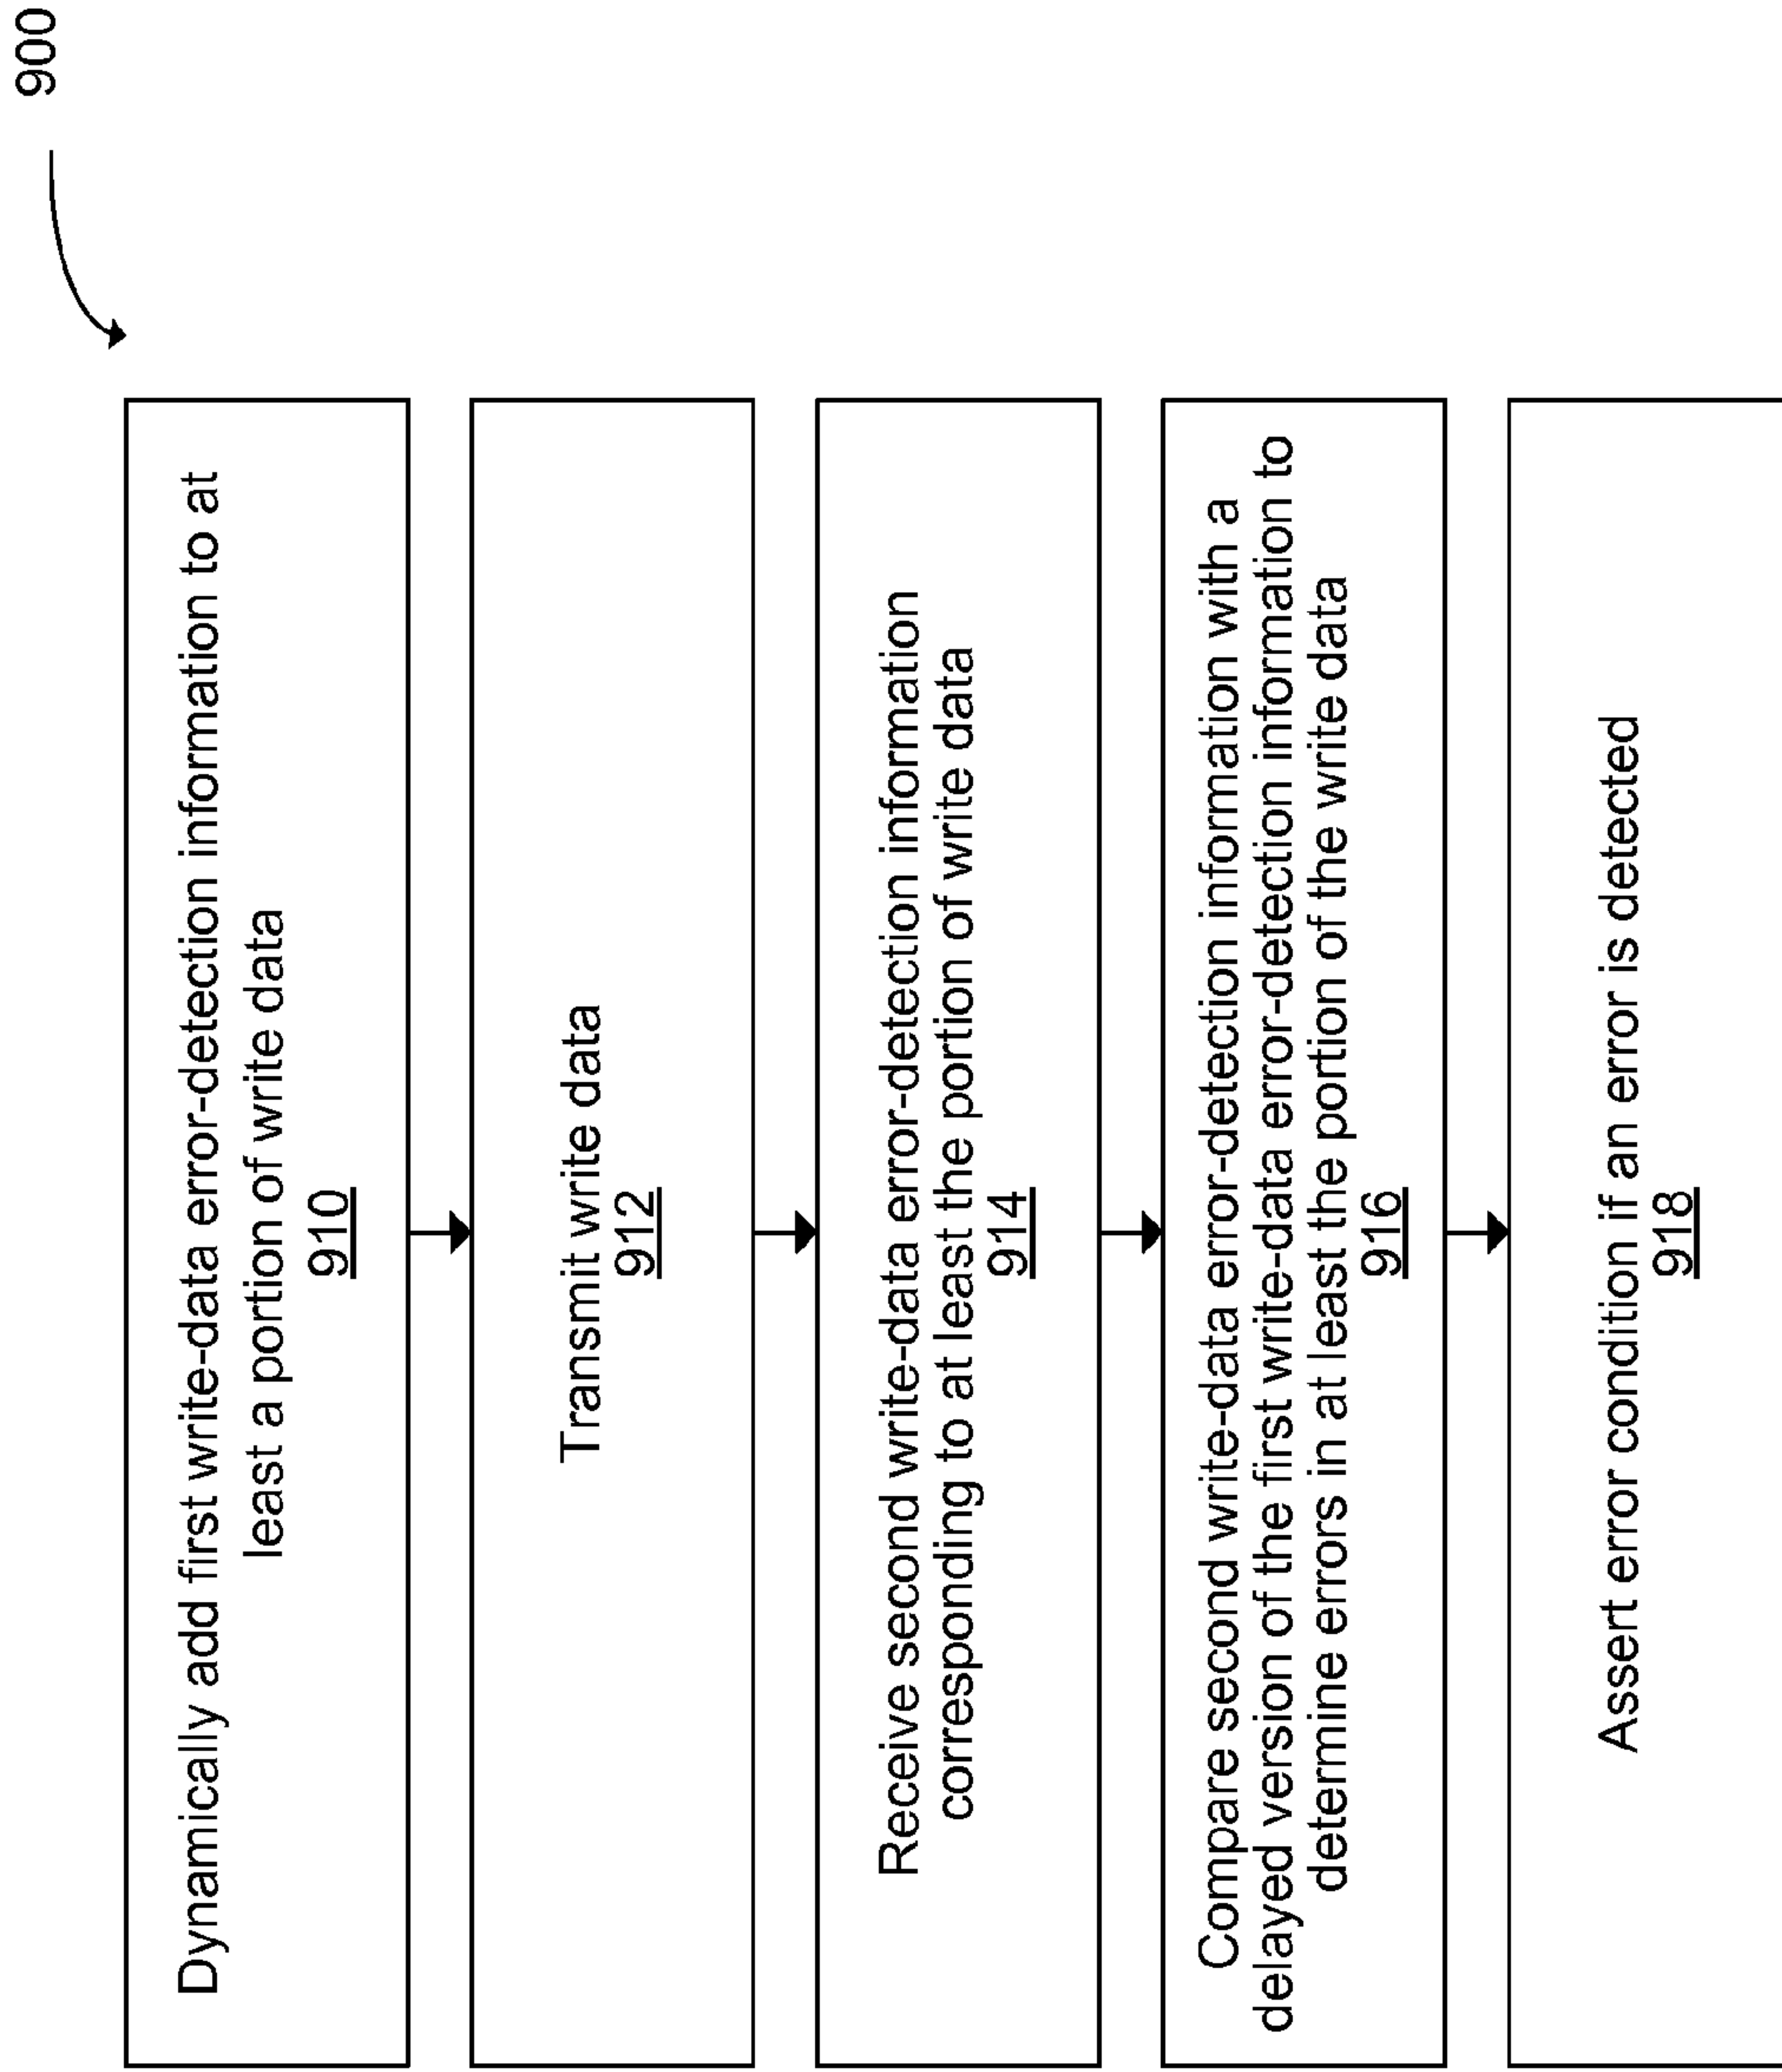 900
Dynamically add first write-data error-detection information to at
least a portion of write data
910
Transmit write data
912
Receive second write-data error-detection information
corresponding to at least the portion of write data
914
Compare second write-data error-detection information with a
delayed version of the first write-data error-detection information to
determine errors in at least the portion of the write data
916
Assert error condition if an error is detected
918